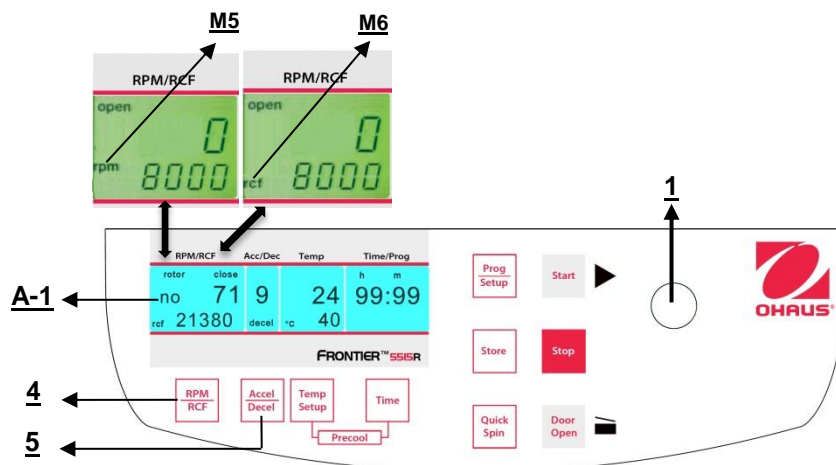 M5
M6
RPM/RCF
open
0
rpm
8000
RPM/RCF
open
0
rcf
8000
1
RPM/RCF Acc/Dec Temp Time/Prog
rotor close h m
no 71 9 24 99:99
rcf 21380 decel °C 40
A-1
FRONTIER™ 5515R
Prog
Setup
Start
OHAUS®
Store
Stop
4
RPM
RCF
Accel
Decel
Temp
Setup
Time
Precool
5
Quick
Spin
Door
Open